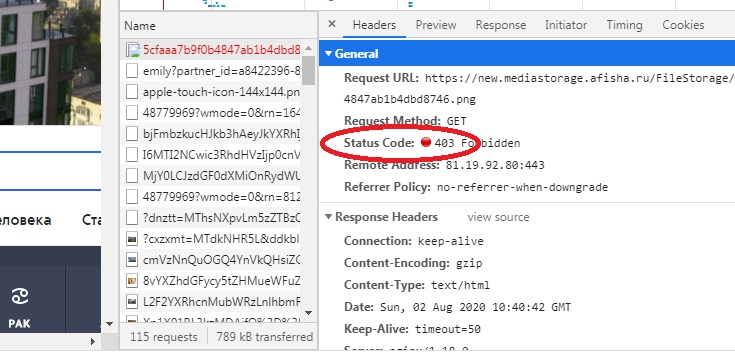 Name
Headers Preview Response Initiator Timing
5cfaaa7b9f0b4847ab1b4dbd8
emily?partner_id=a8422396-8
apple-touch-icon-144x144.pn
48779969?wmode=0&rn=164
bjFmbzkucHJkb3hAeyJkYXRhI
I6MTI2NCwic3RhdHVzIjp0cnV
MjY0LCJzdGF0dXMiOnRydWU
48779969?wmode=0&rn=812
?dnztt=MThsNXpvLm5zZTBzC
?cxzxmt=MTdkNHR5L&ddkbl
cmVzNnQuOGQ4YnVkQHsiZC
8vYXZhdGFycy5tZHMueWFuZ
L2F2YXRhcnMubWRzLnlhbmF
115 requests
789 kB transferred
General
Request URL: https://new.mediastorage.afisha.ru/FileStorage/
4847ab1b4dbd8746.png
Request Method: GET
Status Code: 403 Forbidden
Remote Address: 81.19.92.80:443
Referrer Policy: no-referrer-when-downgrade
Response Headers view source
Connection: keep-alive
Content-Encoding: gzip
Content-Type: text/html
Date: Sun, 02 Aug 2020 10:40:42 GMT
Keep-Alive: timeout=50
еловека Ста
РАК